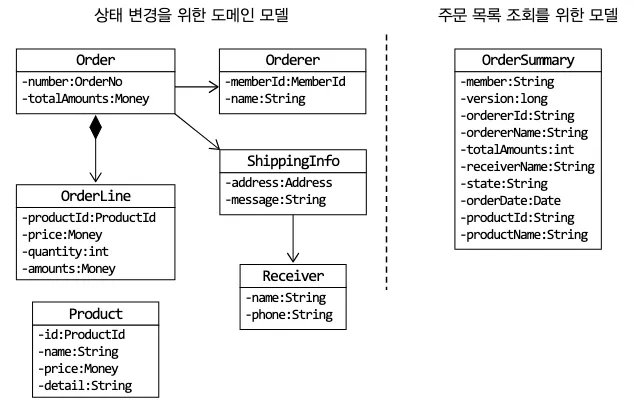 상태 변경을 위한 도메인 모델
주문 목록 조회를 위한 모델
Order
-number:OrderNo
-totalAmounts:Money
Orderer
-memberId:MemberId
-name:String
ShippingInfo
-address:Address
-message:String
OrderLine
-productId:ProductId
-price:Money
-quantity:int
-amounts:Money
Receiver
-name:String
-phone:String
Product
-id:ProductId
-name:String
-price:Money
-detail:String
OrderSummary
-member:String
-version:long
-ordererId:String
-ordererName:String
-totalAmounts:int
-receiverName:String
-state:String
-orderDate:Date
-productId:String
-productName:String